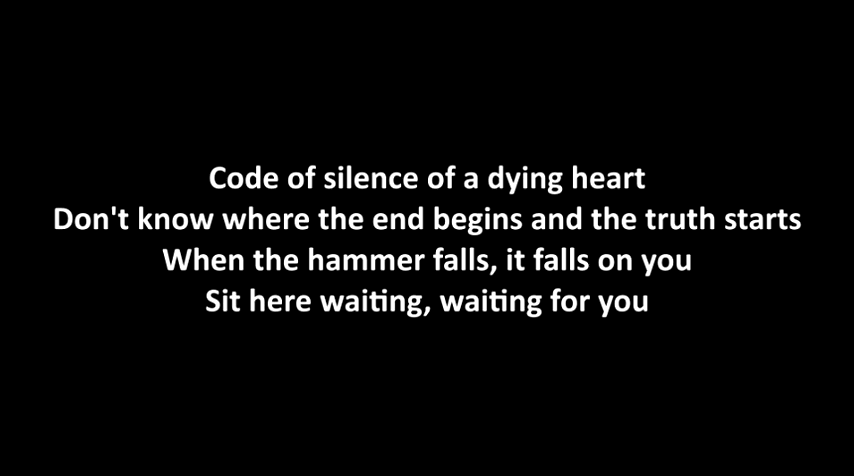 Code of silence of a dying heart
Don't know where the end begins and the truth starts
When the hammer falls, it falls on you
Sit here waiting, waiting for you